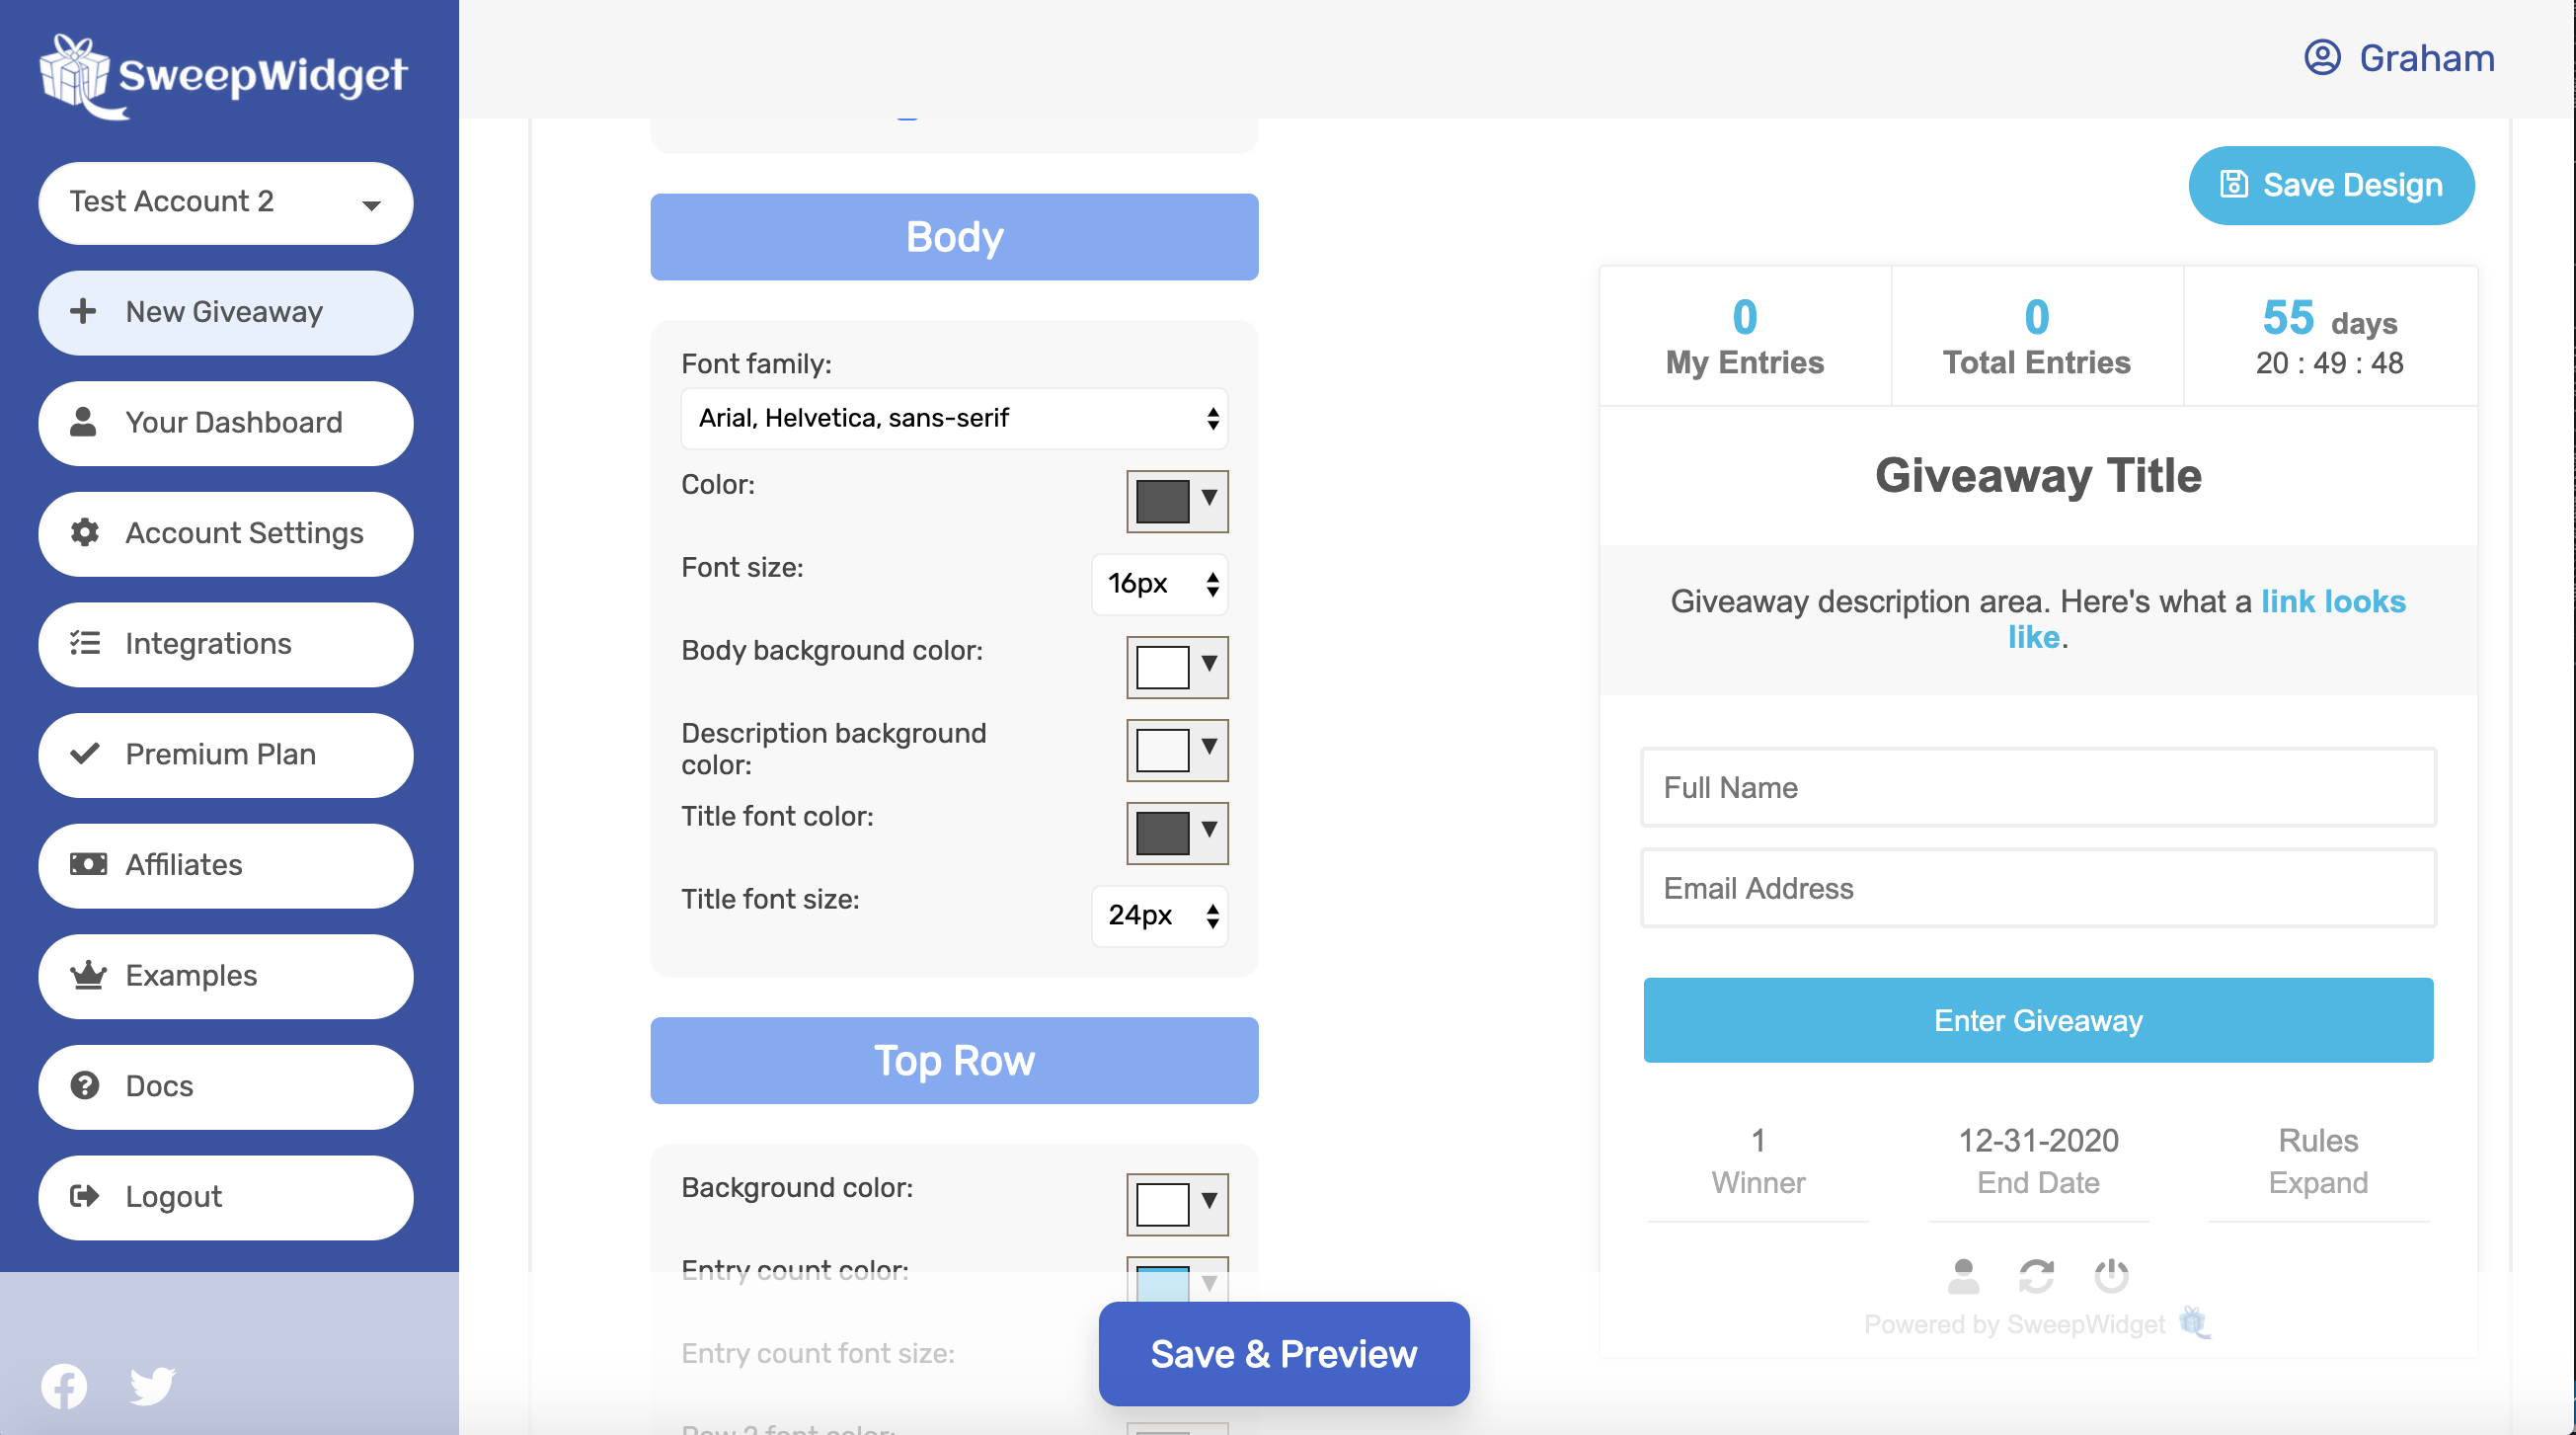 SweepWidget
Test Account 2
New Giveaway
Your Dashboard
Account Settings
Integrations
Premium Plan
Affiliates
Examples
Docs
Logout
Graham
Body
Font family:
Arial, Helvetica, sans-serif
Color:
Font size:
16px
Body background color:
Description background
color:
Title font color:
Title font size:
24px
Top Row
Background color:
Entry count color:
Entry count font size:
Row 2 font color:
Save & Preview
Save Design
0
My Entries
0
Total Entries
55 days
20 : 49 : 48
Giveaway Title
Giveaway description area. Here's what a link looks
like.
Full Name
Email Address
Enter Giveaway
1
Winner
12-31-2020
End Date
Rules
Expand
Powered by SweepWidget